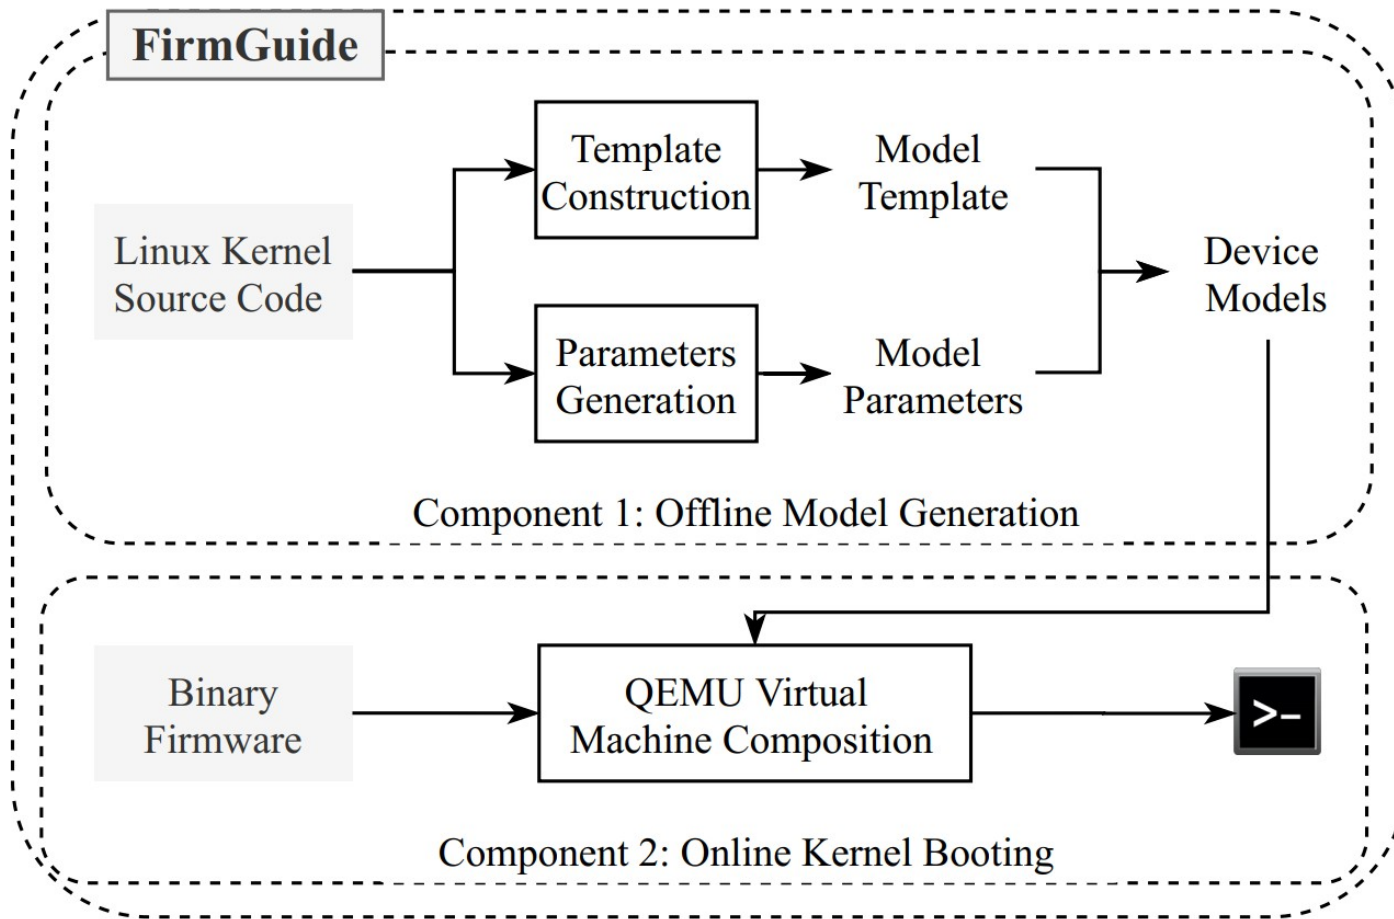 FirmGuide
Template
Construction
Model
Template
Linux Kernel
Source Code
Device
Models
Parameters
Generation
Model
Parameters
Component 1: Offline Model Generation
Binary
Firmware
QEMU Virtual
Machine Composition
>-
Component 2: Online Kernel Booting